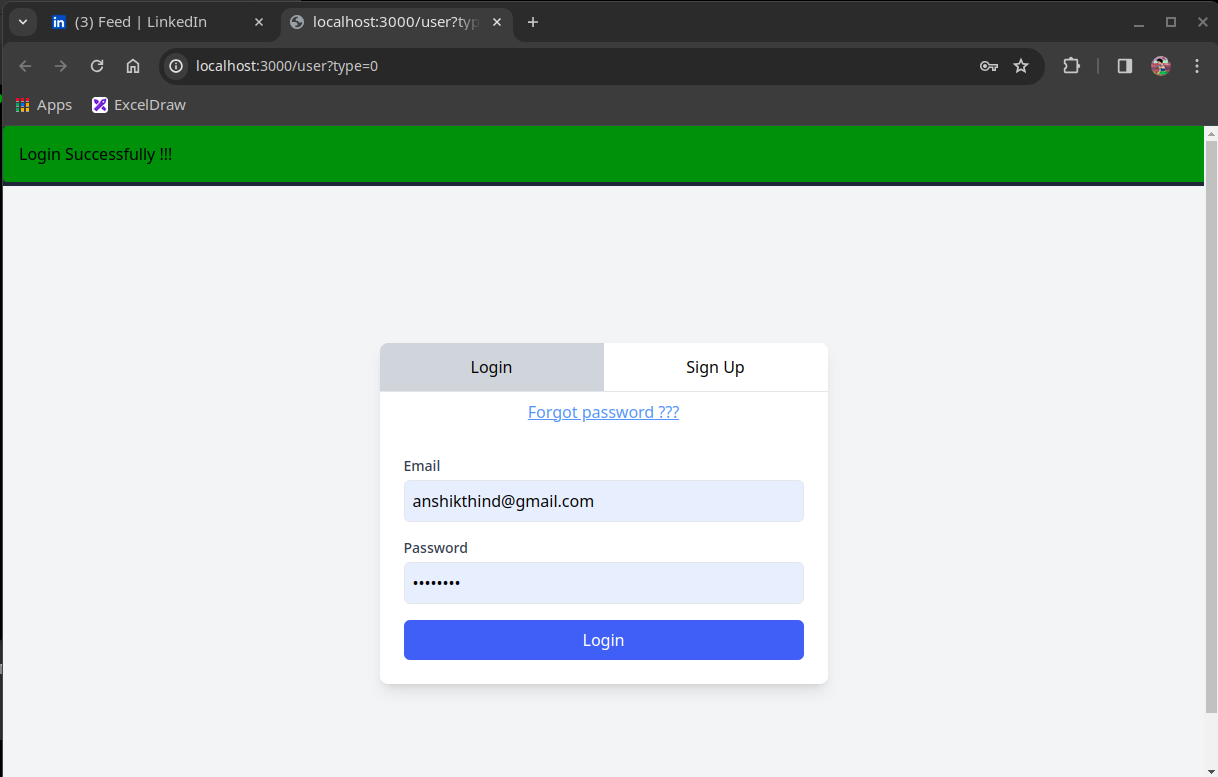 (3) Feed | LinkedIn
localhost:3000/user?typ
localhost:3000/user?type=0
Apps
ExcelDraw
Login Successfully !!!
Login
Sign Up
Forgot password ???
Email
anshikthind@gmail.com
Password
••••••••
Login